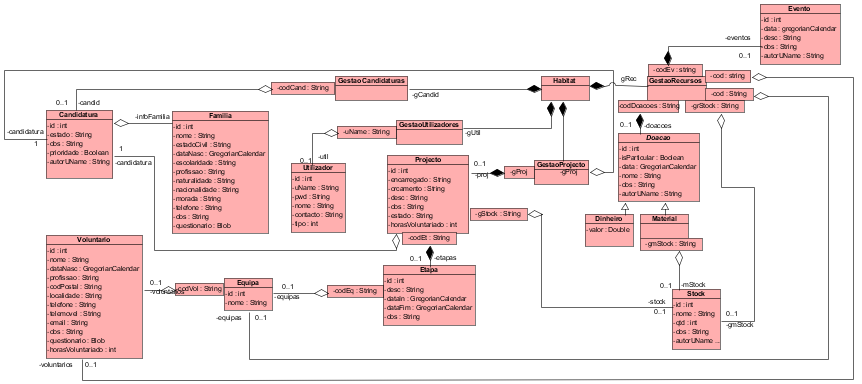 Evento
-id : int
-data : gregorianCalendar
-desc : String
-obs : String
-autorUName : String
-eventos
0..1
-codEv : string
GestaoRecursos
-cod : string
-cod : String
-codDoacoes : String
-grStock : String
gRec
Habitat
GestaoCandidaturas
-codCand : String
-gCandid
0..1
-candid
Candidatura
-id : int
-estado : String
-obs : String
-prioridade : Boolean
-autorUName : String
-candidatura
1
-infoFamilia
1
-candidatura
Familia
-id : int
-nome : String
-estadoCivil : String
-dataNasc : GregorianCalendar
-escolaridade : String
-profissao : String
-naturalidade : String
-nacionalidade : String
-morada : String
-telefone : String
-obs : String
-questionario : Blob
GestaoUtilizadores
-uName : String
-gUtil
-util
0..1
Utilizador
-id : int
-uName : String
-pwd : String
-nome : String
-contacto : String
-tipo : int
Projecto
-id : int
-encarregado : String
-orcamento : String
-desc : String
-obs : String
-estado : String
-horasVoluntario : int
-codEt : String
0..1
-proj
GestaoProjecto
-gProj
-gProj
-gStock : String
0..1
-doacoes
Doacao
-id : int
-isParticular : Boolean
-data : GregorianCalendar
-nome : String
-obs : String
-autorUName : String
Dinheiro
-valor : Double
Material
-gmStock : String
0..1
-mStock
Stock
-id : int
-nome : String
-qtd : int
-obs : String
-autorUName ...
-stock
0..1
0..1
-gmStock
0..1
-etapas
Etapa
-id : int
-desc : String
-dataIn : GregorianCalendar
-dataFim : GregorianCalendar
-obs : String
-codEq : String
0..1
-equipas
Equipa
-id : int
-nome : String
-equipas
0..1
-codVol : String
0..1
-voluntarios
Voluntario
-id : int
-nome : String
-dataNasc : GregorianCalendar
-profissao : String
-codPostal : String
-localidade : String
-telefone : String
-telemovel : String
-email : String
-obs : String
-questionario : Blob
-horasVoluntariado : int
-voluntarios
0..1